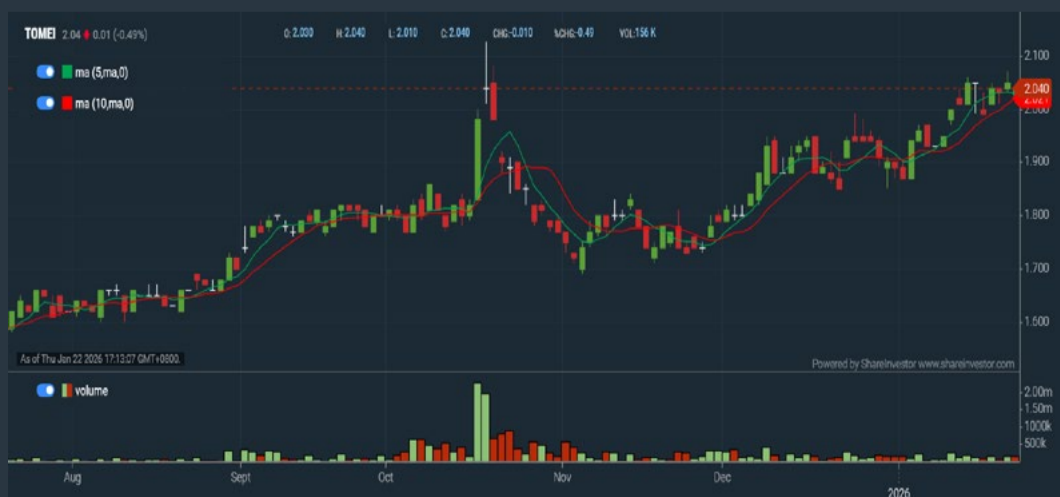 TOMEI 2.04 0.01 (-0.49%) O: 2.030 H: 2.040 L: 2.010 C: 2.040 CHG:-0.010 %CHG:-0.49 VOL:156 K
ma (5,ma,0)
ma (10,ma,0)
2.100
2.040
2.000
1.900
1.800
1.700
1.600
As of Thu Jan 22 2026 17:13:07 GMT+0800.
Powered by ShareInvestor www.shareinvestor.com
volume
2.00m
1.50m
1000k
500k
Aug Sept Oct Nov Dec 2026